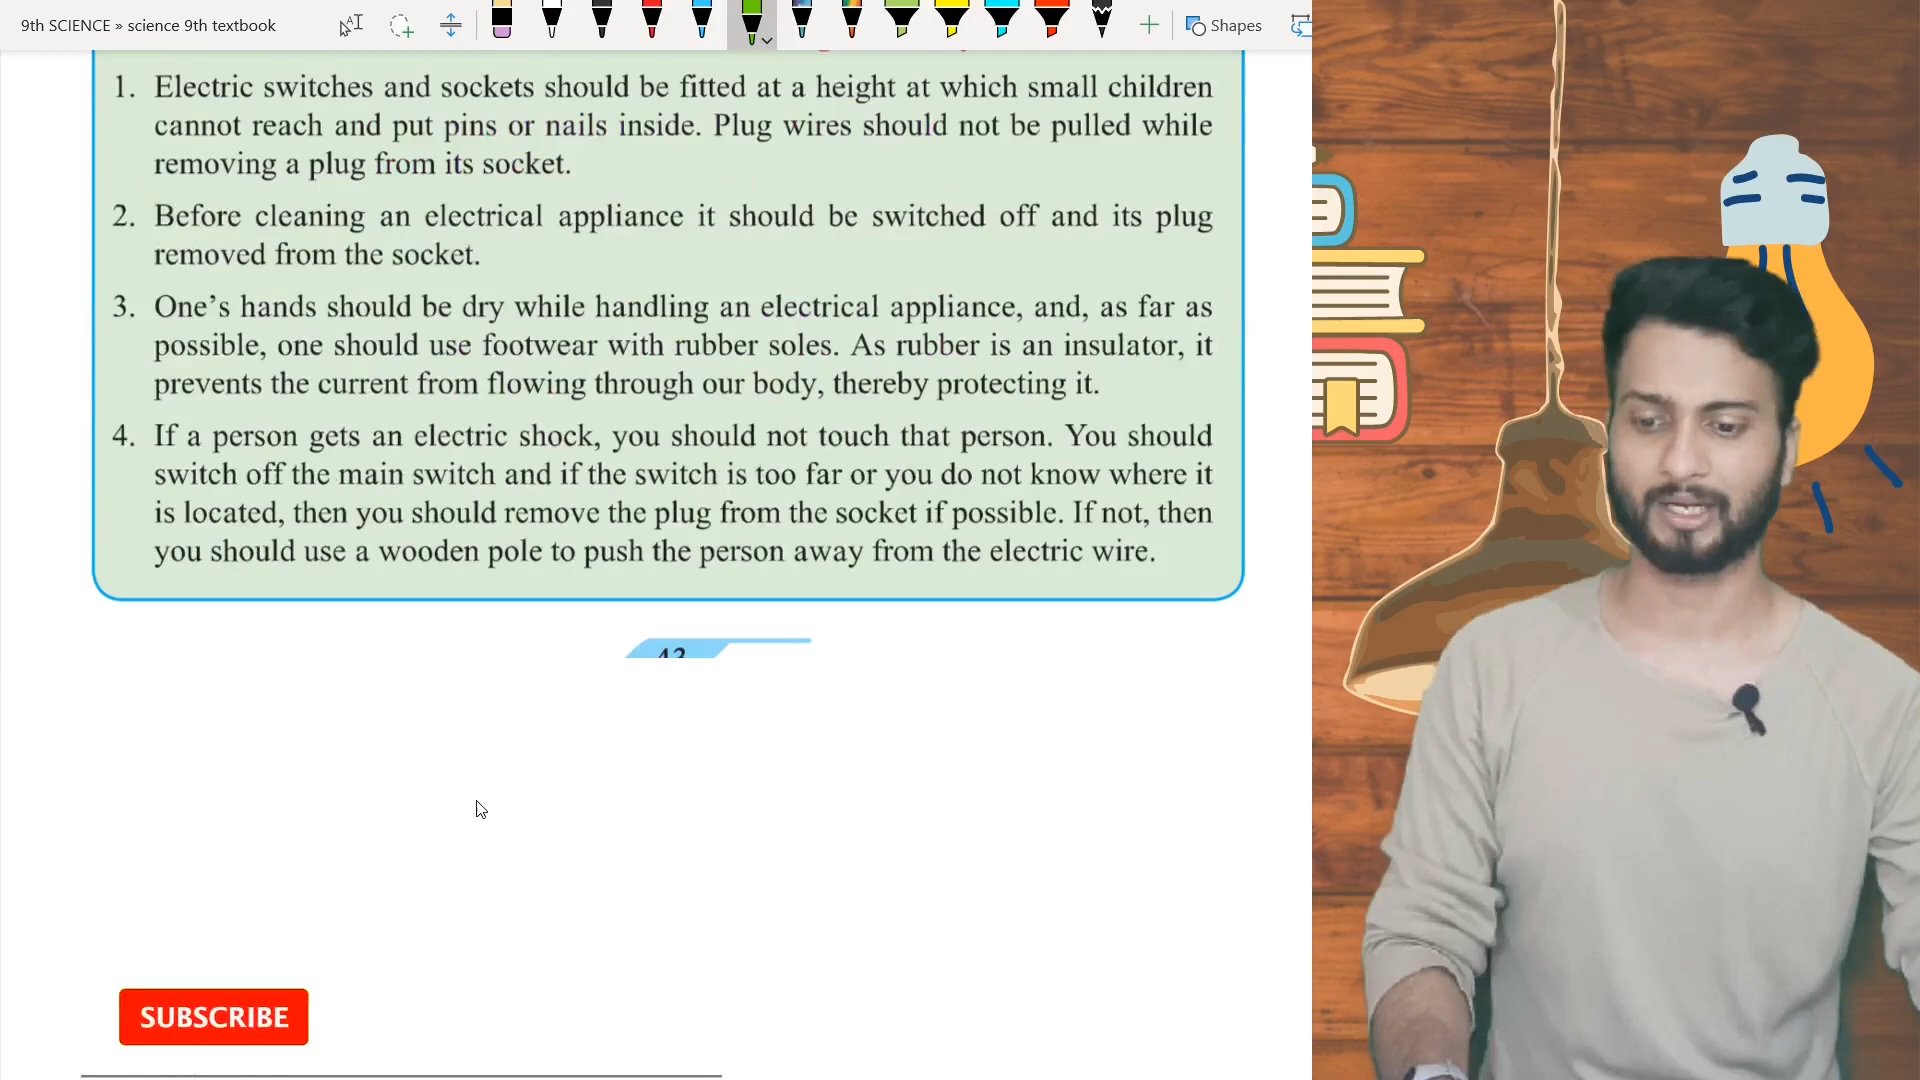 9th SCIENCE » science 9th textbook
Shapes
1. Electric switches and sockets should be fitted at a height at which small children
cannot reach and put pins or nails inside. Plug wires should not be pulled while
removing a plug from its socket.
2. Before cleaning an electrical appliance it should be switched off and its plug
removed from the socket.
3. One’s hands should be dry while handling an electrical appliance, and, as far as
possible, one should use footwear with rubber soles. As rubber is an insulator, it
prevents the current from flowing through our body, thereby protecting it.
4. If a person gets an electric shock, you should not touch that person. You should
switch off the main switch and if the switch is too far or you do not know where it
is located, then you should remove the plug from the socket if possible. If not, then
you should use a wooden pole to push the person away from the electric wire.
SUBSCRIBE